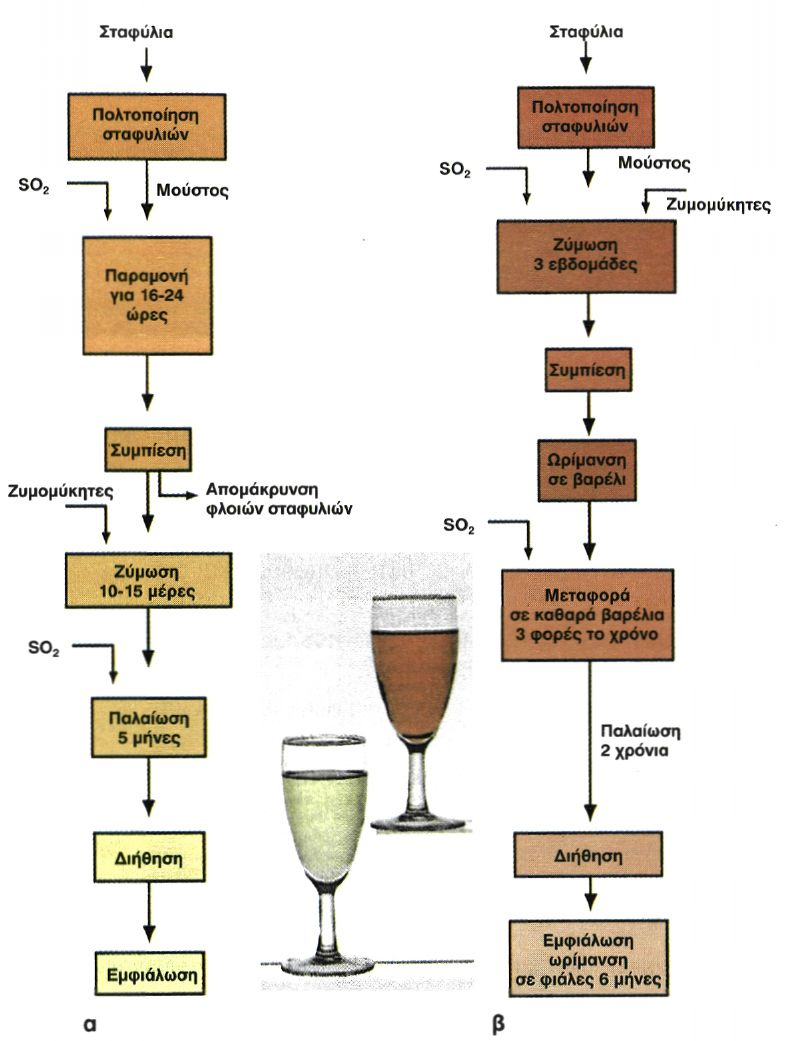 Σταφύλια
Πολτοποίηση
σταφυλιών
SO₂
Μούστος
Παραμονή
για 16-24
ώρες
Συμπίεση
Ζυμομύκητες
Απομάκρυνση
φλοιών σταφυλιών
Ζύμωση
10-15 μέρες
SO₂
Παλαίωση
5 μήνες
Διήθηση
Εμφιάλωση
α
Σταφύλια
Πολτοποίηση
σταφυλιών
SO₂
Μούστος
Ζυμομύκητες
Ζύμωση
3 εβδομάδες
Συμπίεση
Ωρίμανση
σε βαρέλι
SO₂
Μεταφορά
σε καθαρά βαρέλια
3 φορές το χρόνο
Παλαίωση
2 χρόνια
Διήθηση
Εμφιάλωση
ωρίμανση
σε φιάλες 6 μήνες
β